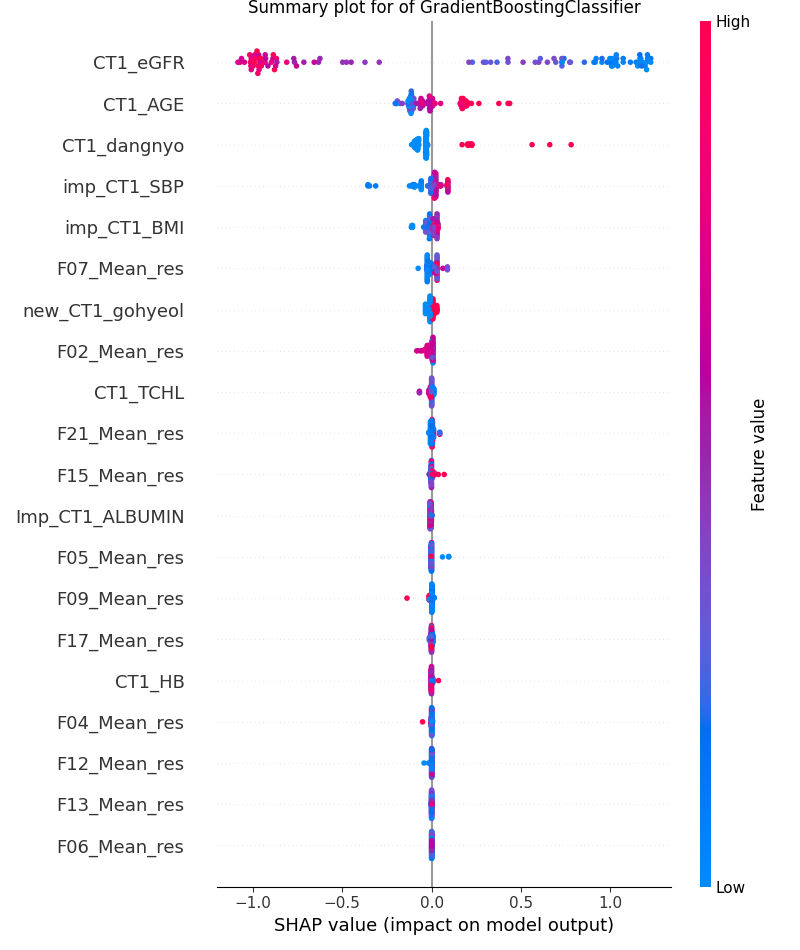 Summary plot for of GradientBoostingClassifier
High
CT1_eGFR
CT1_AGE
CT1_dangnyo
imp_CT1_SBP
imp_CT1_BMI
F07_Mean_res
new_CT1_gohyeol
F02_Mean_res
CT1_TCHL
F21_Mean_res
F15_Mean_res
Imp_CT1_ALBUMIN
F05_Mean_res
F09_Mean_res
F17_Mean_res
CT1_HB
F04_Mean_res
F12_Mean_res
F13_Mean_res
F06_Mean_res
Feature value
Low
−1.0 −0.5 0.0 0.5 1.0
SHAP value (impact on model output)